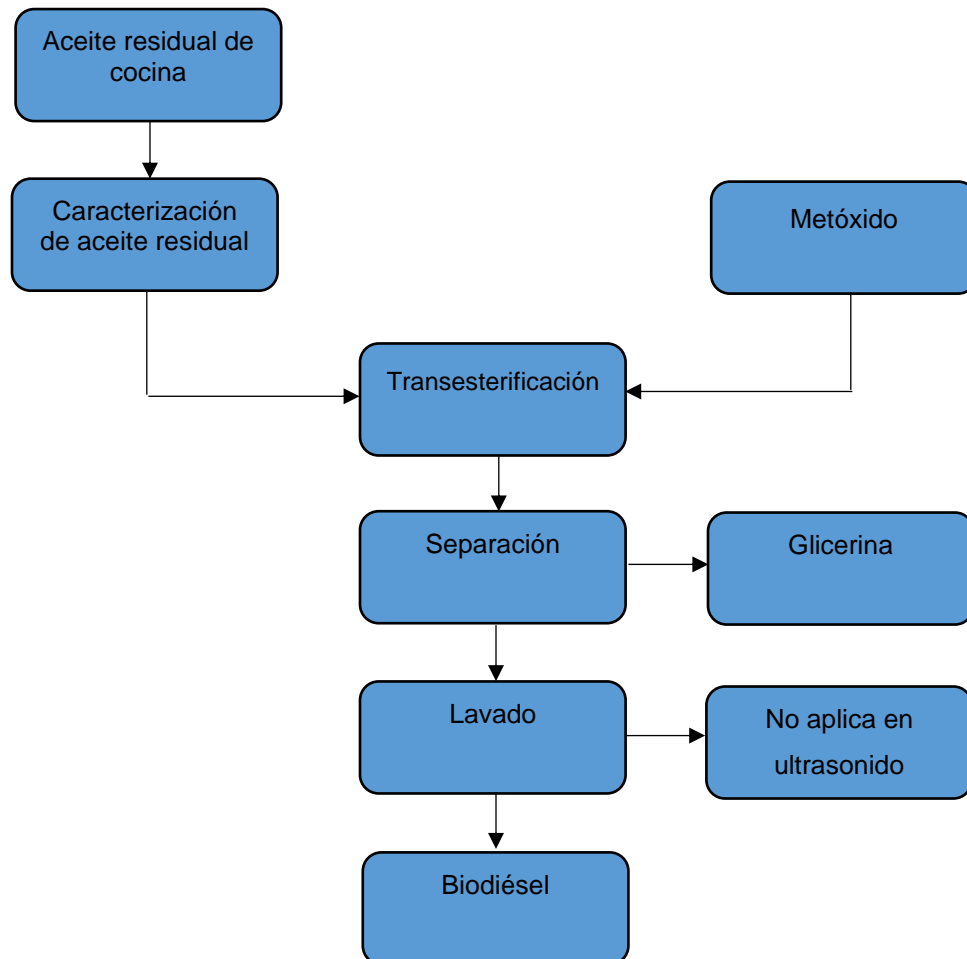 Aceite residual de
cocina
Caracterización
de aceite residual
Metóxido
Transesterificación
Separación
Glicerina
Lavado
No aplica en
ultrasonido
Biodiésel